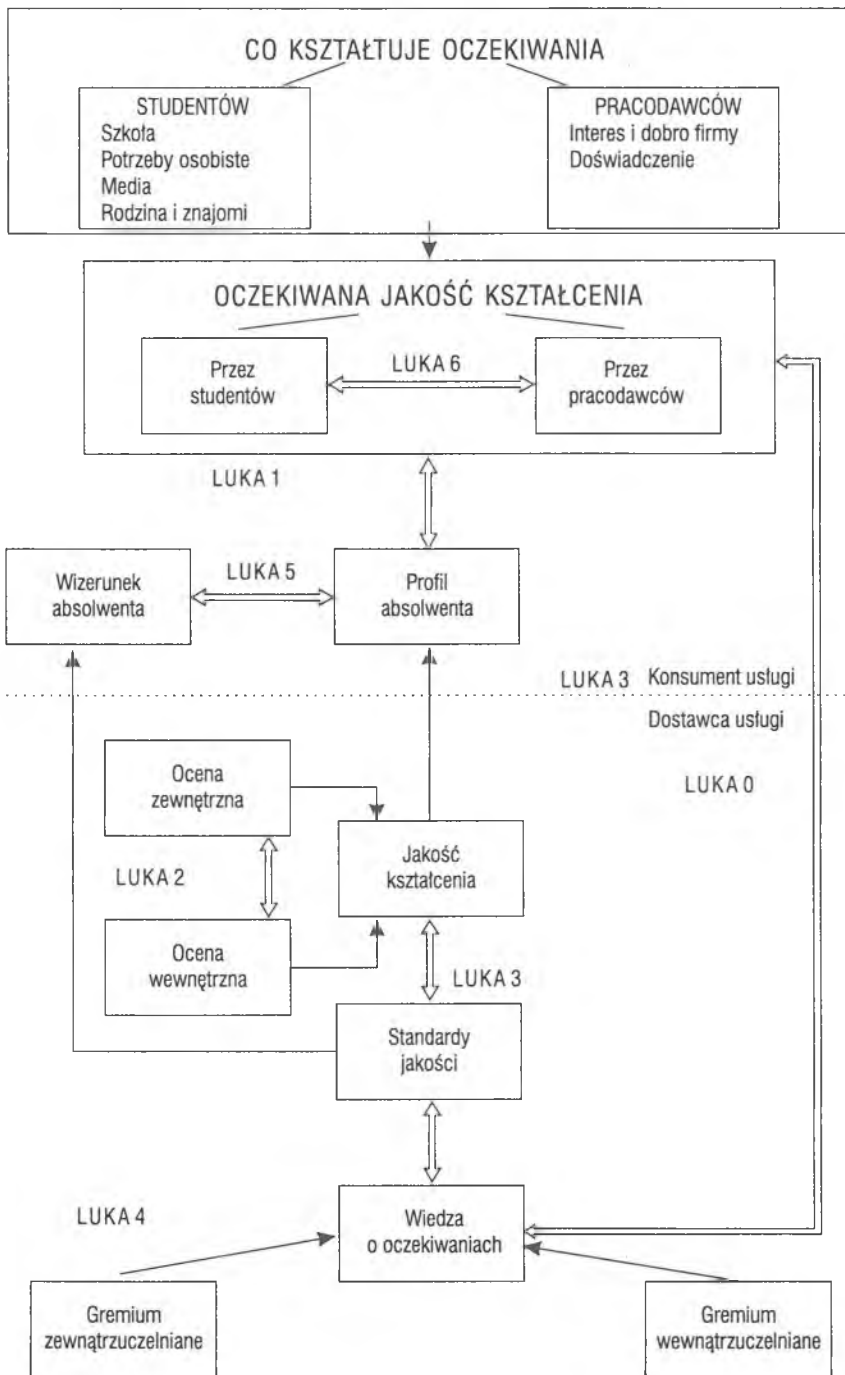 CO KSZTAŁTUJE OCZEKIWANIA
STUDENTÓW
Szkoła
Potrzeby osobiste
Media
Rodzina i znajomi
PRACODAWCÓW
Interes i dobro firmy
Doświadczenie
OCZEKIWANA JAKOŚĆ KSZTAŁCENIA
Przez
studentów
LUKA 6
Przez
pracodawców
LUKA 1
Wizerunek
absolwenta
LUKA 5
Profil
absolwenta
LUKA 3
Konsument usługi
Dostawca usługi
LUKA 0
Ocena
zewnętrzna
LUKA 2
Jakość
kształcenia
Ocena
wewnętrzna
LUKA 3
Standardy
jakości
LUKA 4
Wiedza
o oczekiwaniach
Gremium
zewnątrzuczelniane
Gremium
wewnątrzuczelniane